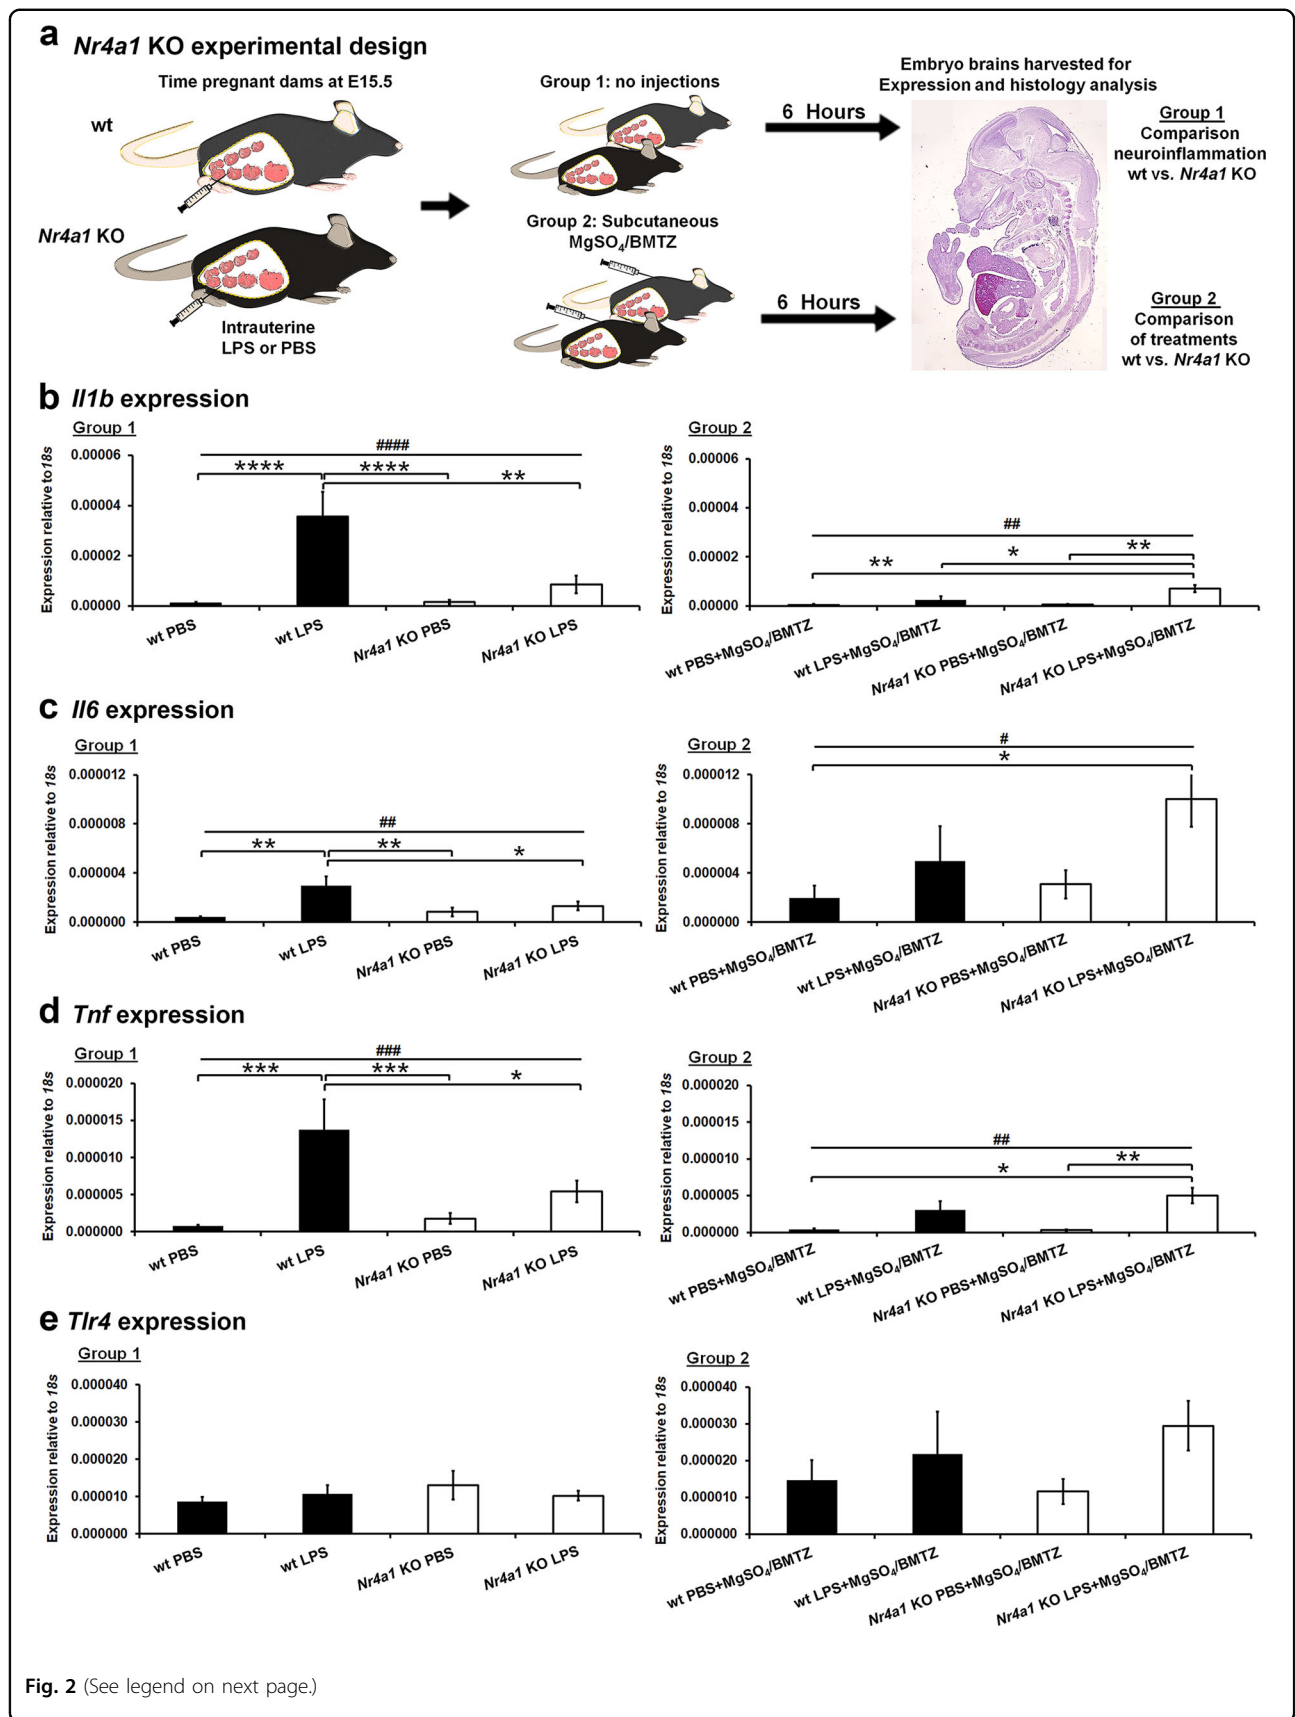 a Nr4a1 KO experimental design
Time pregnant dams at E15.5
wt
Nr4a1 KO
Intrauterine
LPS or PBS
Group 1: no injections
Group 2: Subcutaneous
MgSO₄/BMTZ
6 Hours
6 Hours
Embryo brains harvested for
Expression and histology analysis
Group 1
Comparison
neuroinflammation
wt vs. Nr4a1 KO
Group 2
Comparison
of treatments
wt vs. Nr4a1 KO
b Il1b expression
Group 1
Expression relative to18s
0.00006
0.00004
0.00002
0.00000
####
****
****
**
wt PBS
wt LPS
Nr4a1 KO PBS
Nr4a1 KO LPS
Group 2
Expression relative to 18s
0.00006
0.00004
0.00002
0.00000
##
**
*
**
wt PBS+MgSO₄/BMTZ
wt LPS+MgSO₄/BMTZ
Nr4a1 KO PBS+MgSO₄/BMTZ
Nr4a1 KO LPS+MgSO₄/BMTZ
c Il6 expression
Group 1
Expression relative to 18s
0.000012
0.000008
0.000004
0.000000
##
**
**
*
wt PBS
wt LPS
Nr4a1 KO PBS
Nr4a1 KO LPS
Group 2
Expression relative to 18s
0.000012
0.000008
0.000004
0.000000
#
*
wt PBS+MgSO₄/BMTZ
wt LPS+MgSO₄/BMTZ
Nr4a1 KO PBS+MgSO₄/BMTZ
Nr4a1 KO LPS+MgSO₄/BMTZ
d Tnf expression
Group 1
Expression relative to 18s
0.000020
0.000015
0.000010
0.000005
0.000000
###
***
***
*
wt PBS
wt LPS
Nr4a1 KO PBS
Nr4a1 KO LPS
Group 2
Expression relative to 18s
0.000020
0.000015
0.000010
0.000005
0.000000
##
*
**
wt PBS+MgSO₄/BMTZ
wt LPS+MgSO₄/BMTZ
Nr4a1 KO PBS+MgSO₄/BMTZ
Nr4a1 KO LPS+MgSO₄/BMTZ
e Tlr4 expression
Group 1
Expression relative to 18s
0.000040
0.000030
0.000020
0.000010
0.000000
wt PBS
wt LPS
Nr4a1 KO PBS
Nr4a1 KO LPS
Group 2
Expression relative to 18s
0.000040
0.000030
0.000020
0.000010
0.000000
wt PBS+MgSO₄/BMTZ
wt LPS+MgSO₄/BMTZ
Nr4a1 KO PBS+MgSO₄/BMTZ
Nr4a1 KO LPS+MgSO₄/BMTZ
Fig. 2 (See legend on next page.)